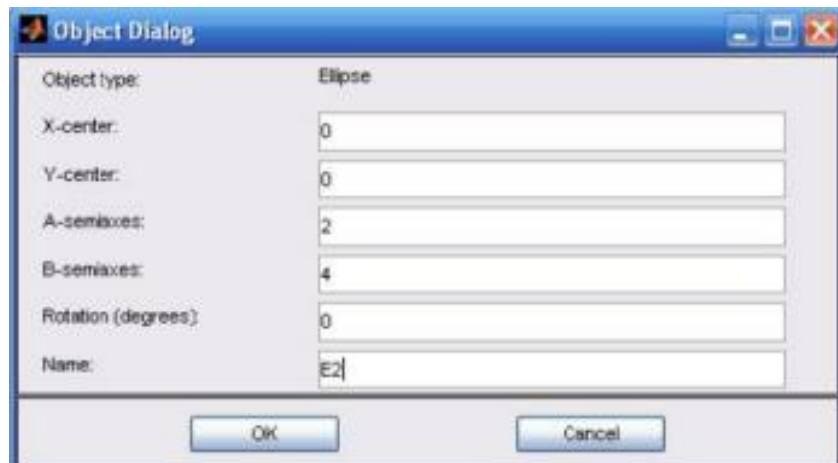 Object Dialog
Object type: Ellipse
X-center: 0
Y-center: 0
A-semiaxes: 2
B-semiaxes: 4
Rotation (degrees): 0
Name: E2
OK Cancel